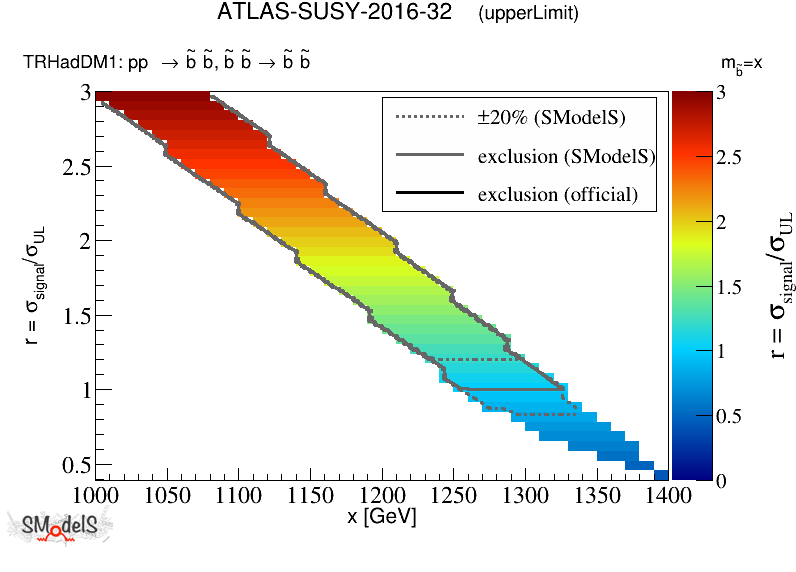 ATLAS-SUSY-2016-32 (upperLimit)
TRHadDM1: pp → b̃ b̃, b̃ b̃ → b̃ b̃
m_b̃=x
±20% (SModelS)
exclusion (SModelS)
exclusion (official)
r = σ_signal/σ_UL
3
2.5
2
1.5
1
0.5
1000 1050 1100 1150 1200 1250 1300 1350 1400
x [GeV]
3
2.5
2
1.5
1
0.5
0
r = σ_signal/σ_UL
SModelS